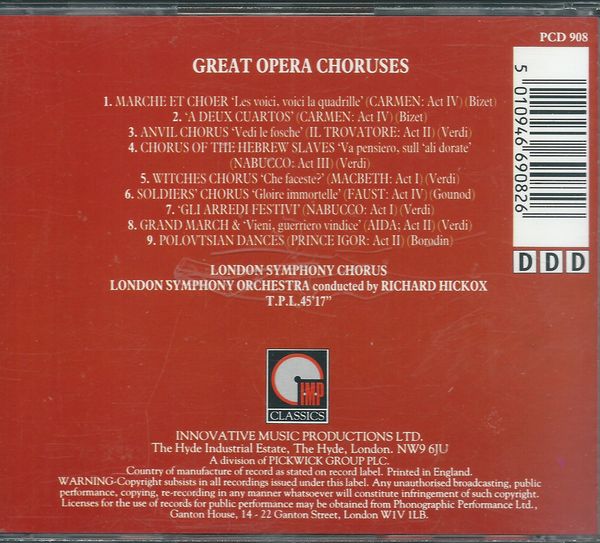 PCD 908
GREAT OPERA CHORUSES
1. MARCHE ET CHOER 'Les voici, voici la quadrille' (CARMEN: Act IV) (Bizet)
2. 'A DEUX CUARTOS' (CARMEN: Act IV) (Bizet)
3. ANVIL CHORUS 'Vedi le fosche' (IL TROVATORE: Act II) (Verdi)
4. CHORUS OF THE HEBREW SLAVES 'Va pensiero, sull 'ali dorate'
(NABUCCO: Act III) (Verdi)
5. WITCHES CHORUS 'Che faceste?' (MACBETH: Act I) (Verdi)
6. SOLDIERS' CHORUS 'Gloire immortelle' (FAUST: Act IV) (Gounod)
7. 'GLI ARREDI FESTIVI' (NABUCCO: Act I) (Verdi)
8. GRAND MARCH & 'Vieni, guerriero vindice' (AIDA; Act II) (Verdi)
9. POLOVTSIAN DANCES (PRINCE IGOR: Act II) (Borodin)
5 010946 690826
DDD
LONDON SYMPHONY CHORUS
LONDON SYMPHONY ORCHESTRA conducted by RICHARD HICKOX
T.P.L.45'17"
IMP
CLASSICS
INNOVATIVE MUSIC PRODUCTIONS LTD.
The Hyde Industrial Estate, The Hyde, London. NW9 6JU
A division of PICKWICK GROUP PLC.
Country of manufacture of record as stated on record label. Printed in England.
WARNING-Copyright subsists in all recordings issued under this label. Any unauthorised broadcasting, public
performance, copying, re-recording in any manner whatsoever will constitute infringement of such copyright.
Licenses for the use of records for public performance may be obtained from Phonographic Performance Ltd.,
Ganton House, 14 - 22 Ganton Street, London W1V 1LB.